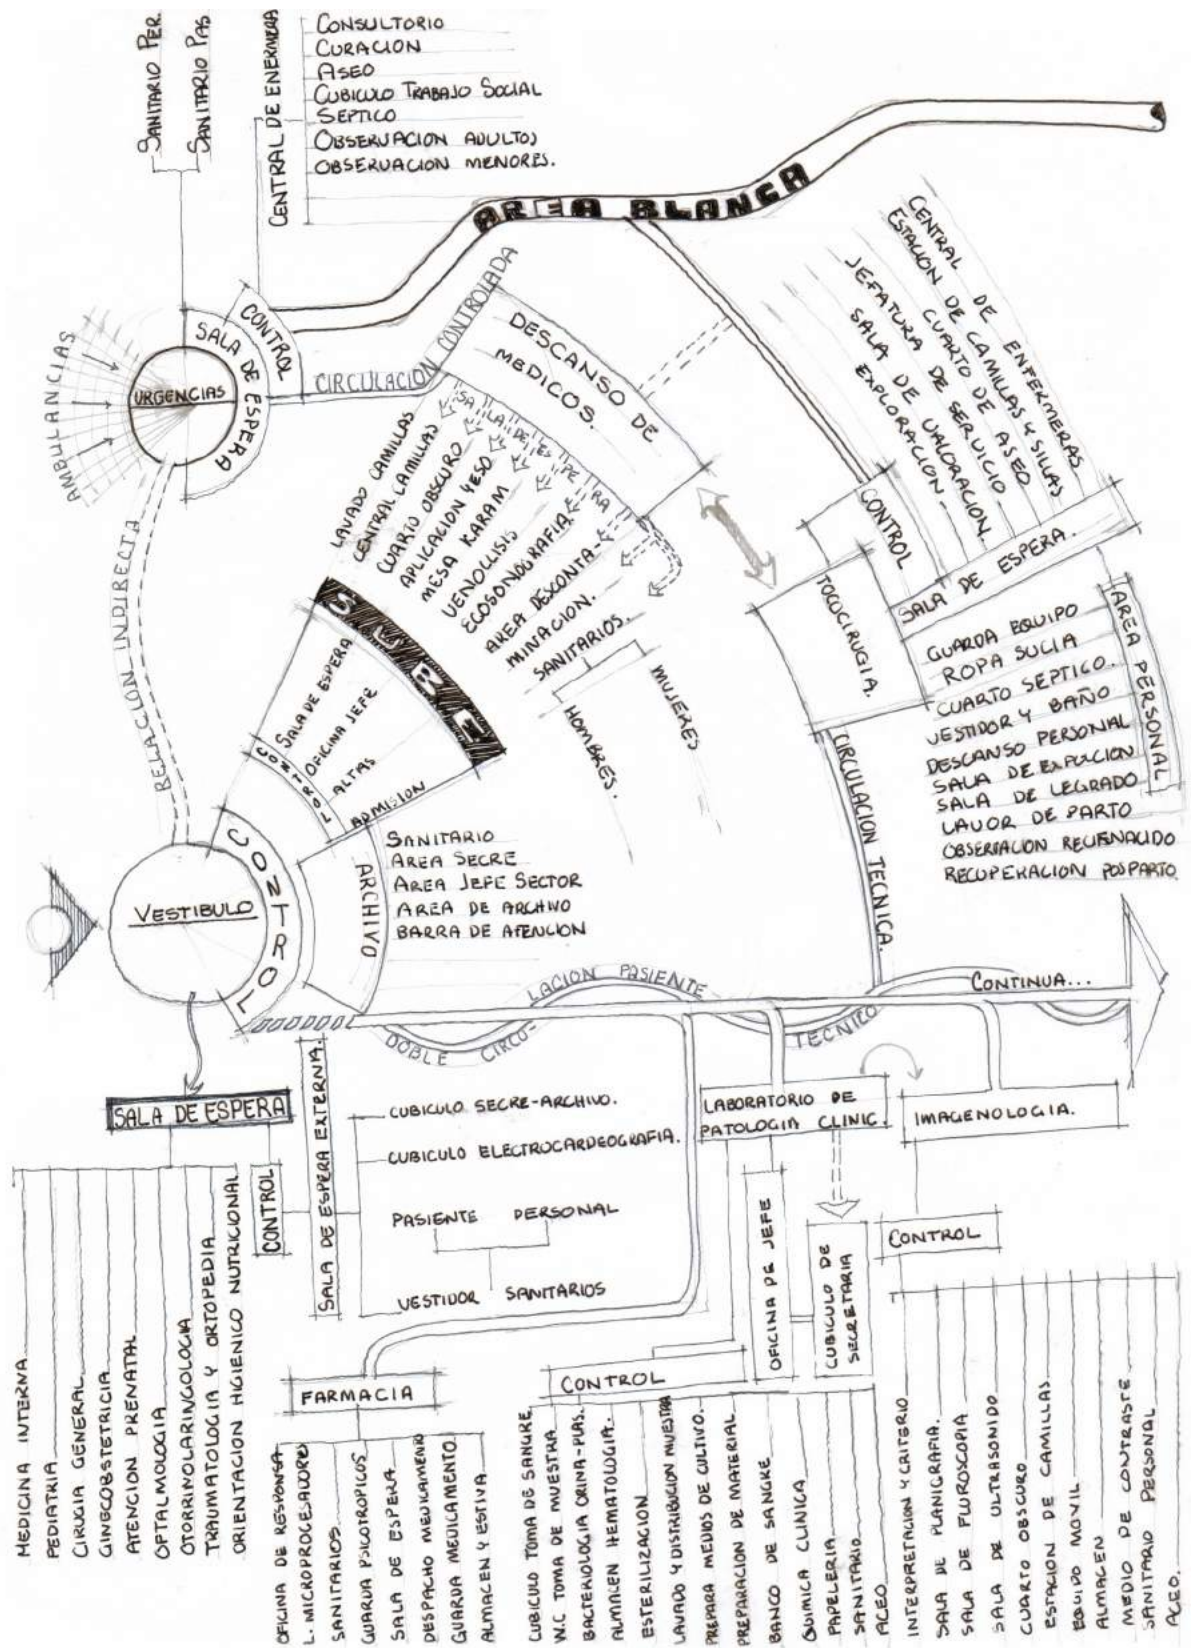 SANITARIO PER.
SANITARIO PAS.
CENTRAL DE ENERMERA
CONSULTORIO
CURACION
ASEO
CUBICULO TRABAJO SOCIAL
SEPTICO
OBSERVACION ADULTOS
OBSERVACION MENORES.
AREA BLANCA
AMBULANCIAS
URGENCIAS
SALA DE ESPERA
CONTROL
CIRCULACION CONTROLADA
DESCANSO DE
MEDICOS.
SALA DE ESPERA
LAVADO CAMILLAS
CENTRAL CAMILLAS
CUARTO OBSCURO
APLICACION YESO
MESA KARAM
VENOLLISIS
ECOSONOGRAFIA.
AREA DESCONTA-
MINACION.
SANITARIOS.
HOMBRES.
MUJERES
CENTRAL DE ENFERMERAS
ESTACION DE CAMILLAS Y SILLAS
CUARTO DE ASEO
JEFATURA DE SERVICIO
SALA DE VALORACION
EXPLORACION.
CONTROL
SALA DE ESPERA.
TOCOCIRUGIA.
AREA PERSONAL
GUARDA EQUIPO
ROPA SUCIA
CUARTO SEPTICO.
VESTIDOR Y BAÑO
DESCANSO PERSONAL
SALA DE EXPULCION
SALA DE LEGRADO
LAVOR DE PARTO
OBSERVACION RECIENACIDO
RECUPERACION POSPARTO.
CIRCULACION TECNICA.
RELACION INDIRECTA
SUBE
CONTROL
SALA DE ESPERA
OFICINA JEFE
ALTAS
ADMISION
VESTIBULO
CONTROL
ARCHIVO
SANITARIO
AREA SECRE
AREA JEFE SECTOR
AREA DE ARCHIVO
BARRA DE ATENCION
DOBLE CIRCU-
LACION PASIENTE
TECNICO
CONTINUA...
SALA DE ESPERA
MEDICINA INTERNA
PEDIATRIA
CIRUGIA GENERAL
GINECOBSTETRICIA
ATENCION PRENATAL
OFTALMOLOGIA
OTORRINOLARINGOLOGIA
TRAUMATOLOGIA Y ORTOPEDIA
ORIENTACION HIGIENICO NUTRICIONAL
CONTROL
SALA DE ESPERA EXTERNA.
CUBICULO SECRE-ARCHIVO.
CUBICULO ELECTROCARDEOGRAFIA.
PASIENTE PERSONAL
VESTIDOR SANITARIOS
FARMACIA
OFICINA DE RESPONSA.
L. MICROPROCESADORES
SANITARIOS
GUARDA PSICOTROPICOS
SALA DE ESPERA
DESPACHO MEDICAMENTO
GUARDA MEDICAMENTO.
ALMACEN Y ESTIVA
LABORATORIO DE
PATOLOGIA CLINIC.
CONTROL
CUBICULO TOMA DE SANGRE.
W.C TOMA DE MUESTRA
BACTERIOLOGIA ORINA-PLAS.
ALMACEN HEMATOLOGIA.
ESTERILIZACION
LAVADO Y DISTRIBUCION MUESTRA
PREPARA MEDIOS DE CULTIVO.
PREPARACION DE MATERIAL
BANCO DE SANGRE
QUIMICA CLINICA
PAPELERIA
SANITARIO
ACEO
OFICINA DE JEFE
CUBICULO DE
SECRETARIA
IMAGENOLOGIA.
CONTROL
INTERPRETACION Y CRITERIO
SALA DE PLANIGRAFIA.
SALA DE FLUROSCOPIA
SALA DE ULTRASONIDO
CUARTO OBSCURO
ESTACION DE CAMILLAS
EQUIPO MOVIL
ALMACEN
MEDIO DE CONTRASTE
SANITARIO PERSONAL
ACEO.